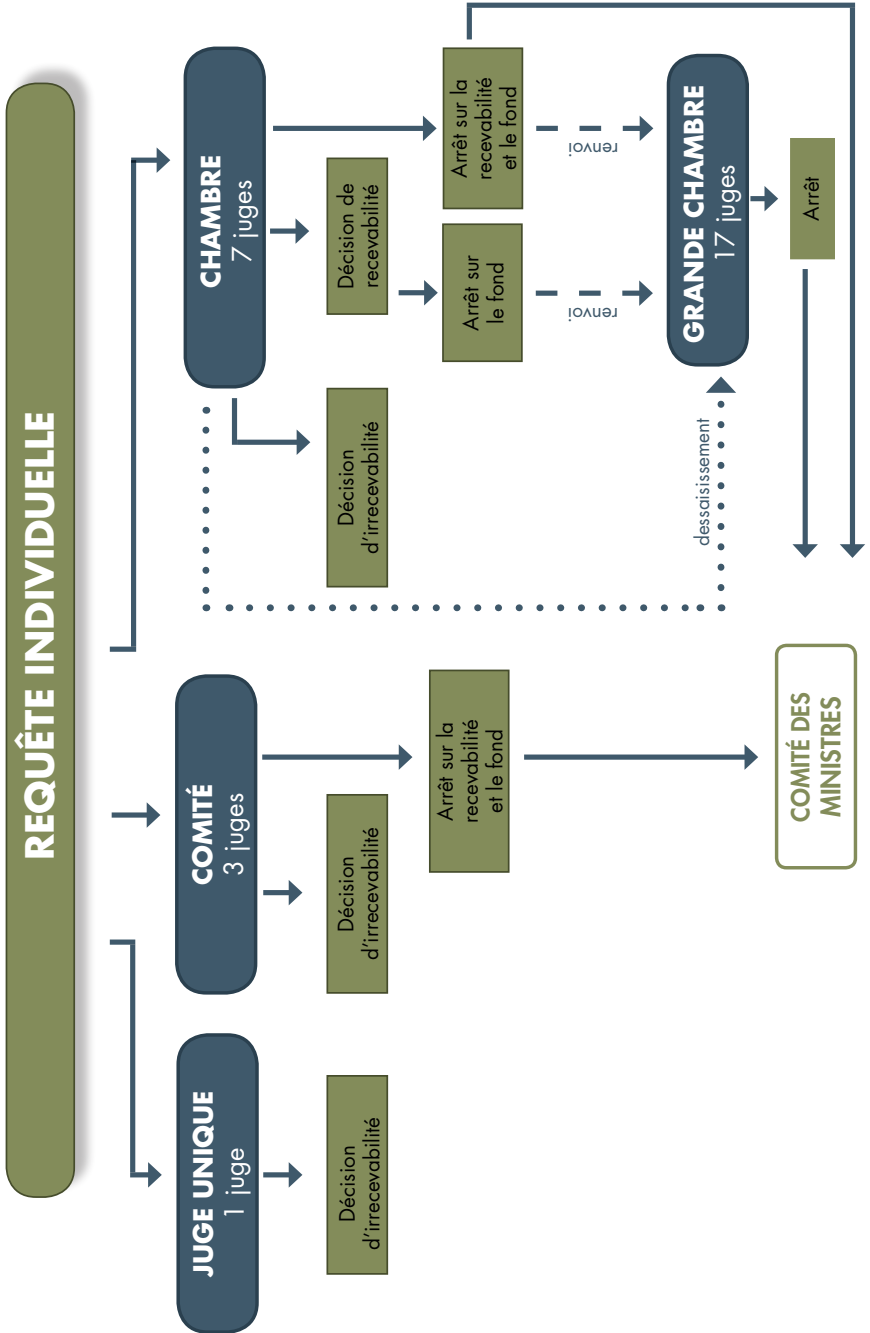 REQUÊTE INDIVIDUELLE
JUGE UNIQUE
1 juge
COMITÉ
3 juges
CHAMBRE
7 juges
Décision
d'irrecevabilité
Décision
d'irrecevabilité
Décision
d'irrecevabilité
Décision de
recevabilité
Arrêt sur la
recevabilité
et le fond
Arrêt sur
le fond
Arrêt sur la
recevabilité
et le fond
renvoi
renvoi
dessaisissement
GRANDE CHAMBRE
17 juges
Arrêt
COMITÉ DES
MINISTRES